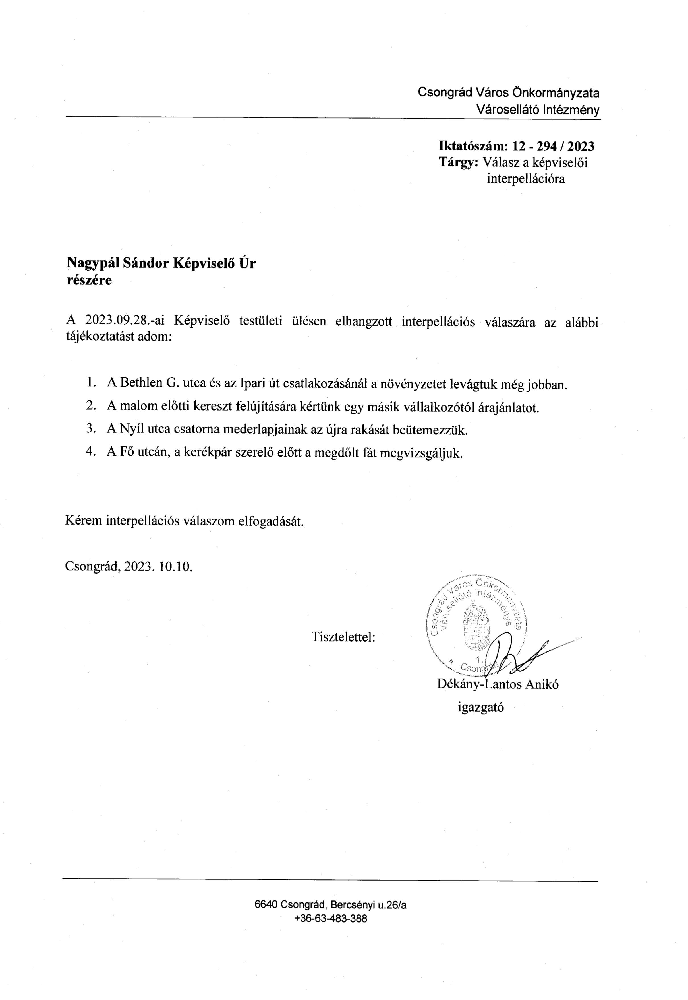 Csongrád Város Önkormányzata
Városellátó Intézmény
Iktatószám: 12 - 294 / 2023
Tárgy: Válasz a képviselői
interpellációra
Nagypál Sándor Képviselő Úr
részére
A 2023.09.28.-ai Képviselő testületi ülésen elhangzott interpellációs válaszára az alábbi
tájékoztatást adom:
1. A Bethlen G. utca és az Ipari út csatlakozásánál a növényzetet levágtuk még jobban.
2. A malom előtti kereszt felújítására kértünk egy másik vállalkozótól árajánlatot.
3. A Nyíl utca csatorna mederlapjainak az újra rakását beütemezzük.
4. A Fő utcán, a kerékpár szerelő előtt a megdőlt fát megvizsgáljuk.
Kérem interpellációs válaszom elfogadását.
Csongrád, 2023. 10.10.
Csongrád Város Önkormányzata
Városellátó Intézménye
1.
Csongrád
Tisztelettel:
Dékány-Lantos Anikó
igazgató
6640 Csongrád, Bercsényi u.26/a
+36-63-483-388